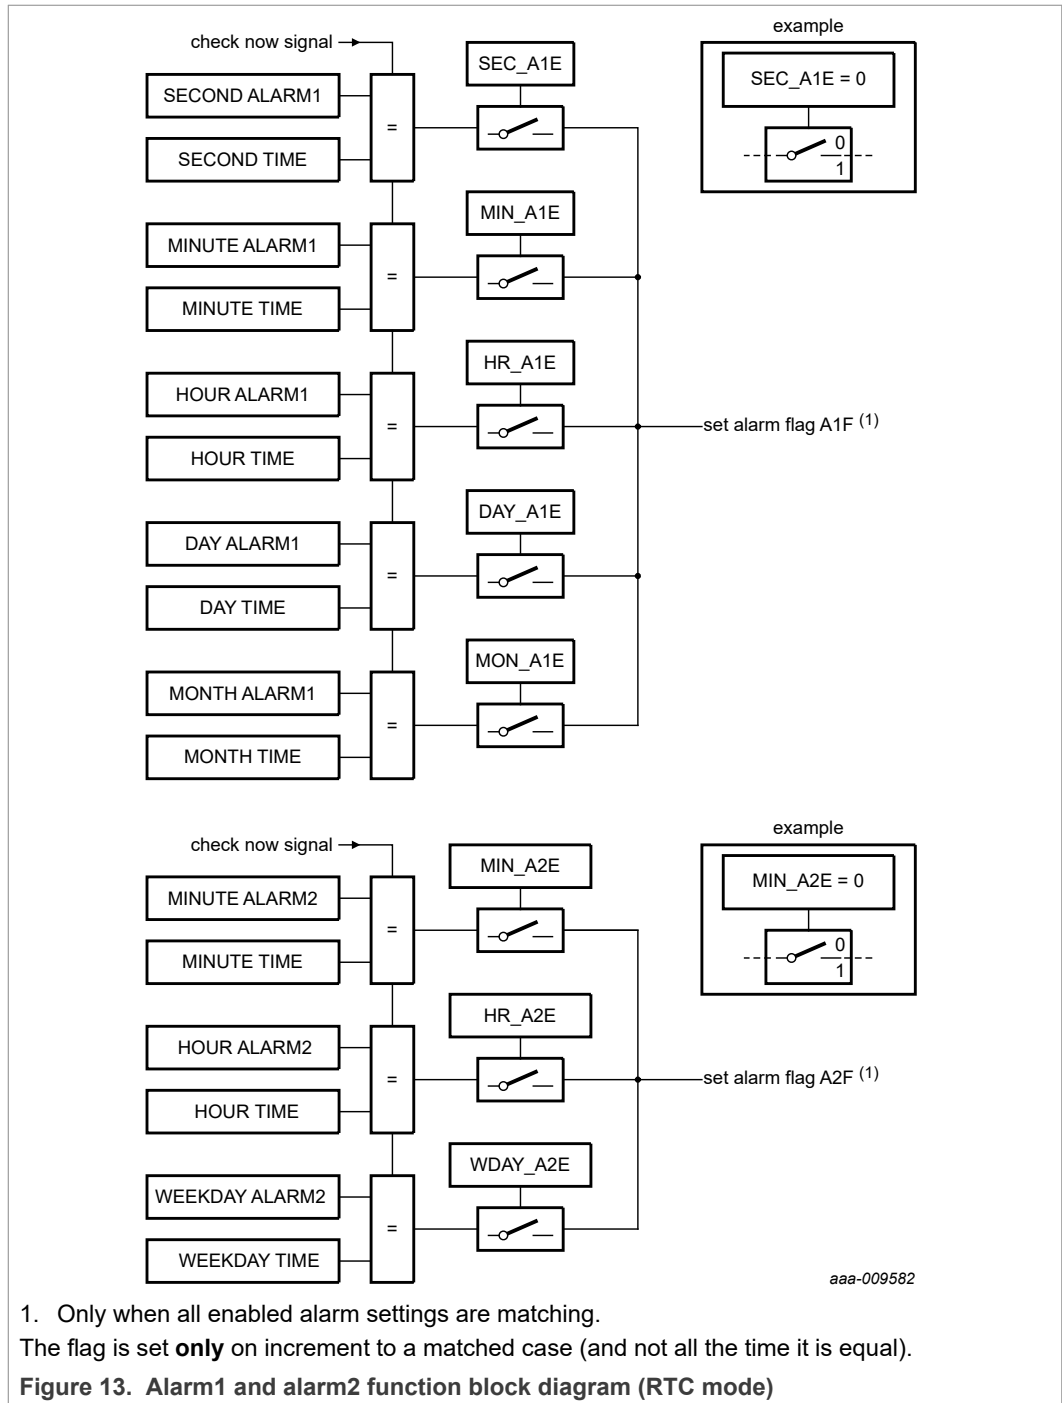 example
check now signal
SEC_A1E
SEC_A1E = 0
SECOND ALARM1
=
0
1
SECOND TIME
MIN_A1E
MINUTE ALARM1
=
MINUTE TIME
HR_A1E
HOUR ALARM1
=
set alarm flag A1F (1)
HOUR TIME
DAY_A1E
DAY ALARM1
=
DAY TIME
MON_A1E
MONTH ALARM1
=
MONTH TIME
example
check now signal
MIN_A2E
MIN_A2E = 0
MINUTE ALARM2
=
0
1
MINUTE TIME
HR_A2E
HOUR ALARM2
=
set alarm flag A2F (1)
HOUR TIME
WDAY_A2E
WEEKDAY ALARM2
=
WEEKDAY TIME
aaa-009582
1. Only when all enabled alarm settings are matching.
The flag is set only on increment to a matched case (and not all the time it is equal).
Figure 13. Alarm1 and alarm2 function block diagram (RTC mode)